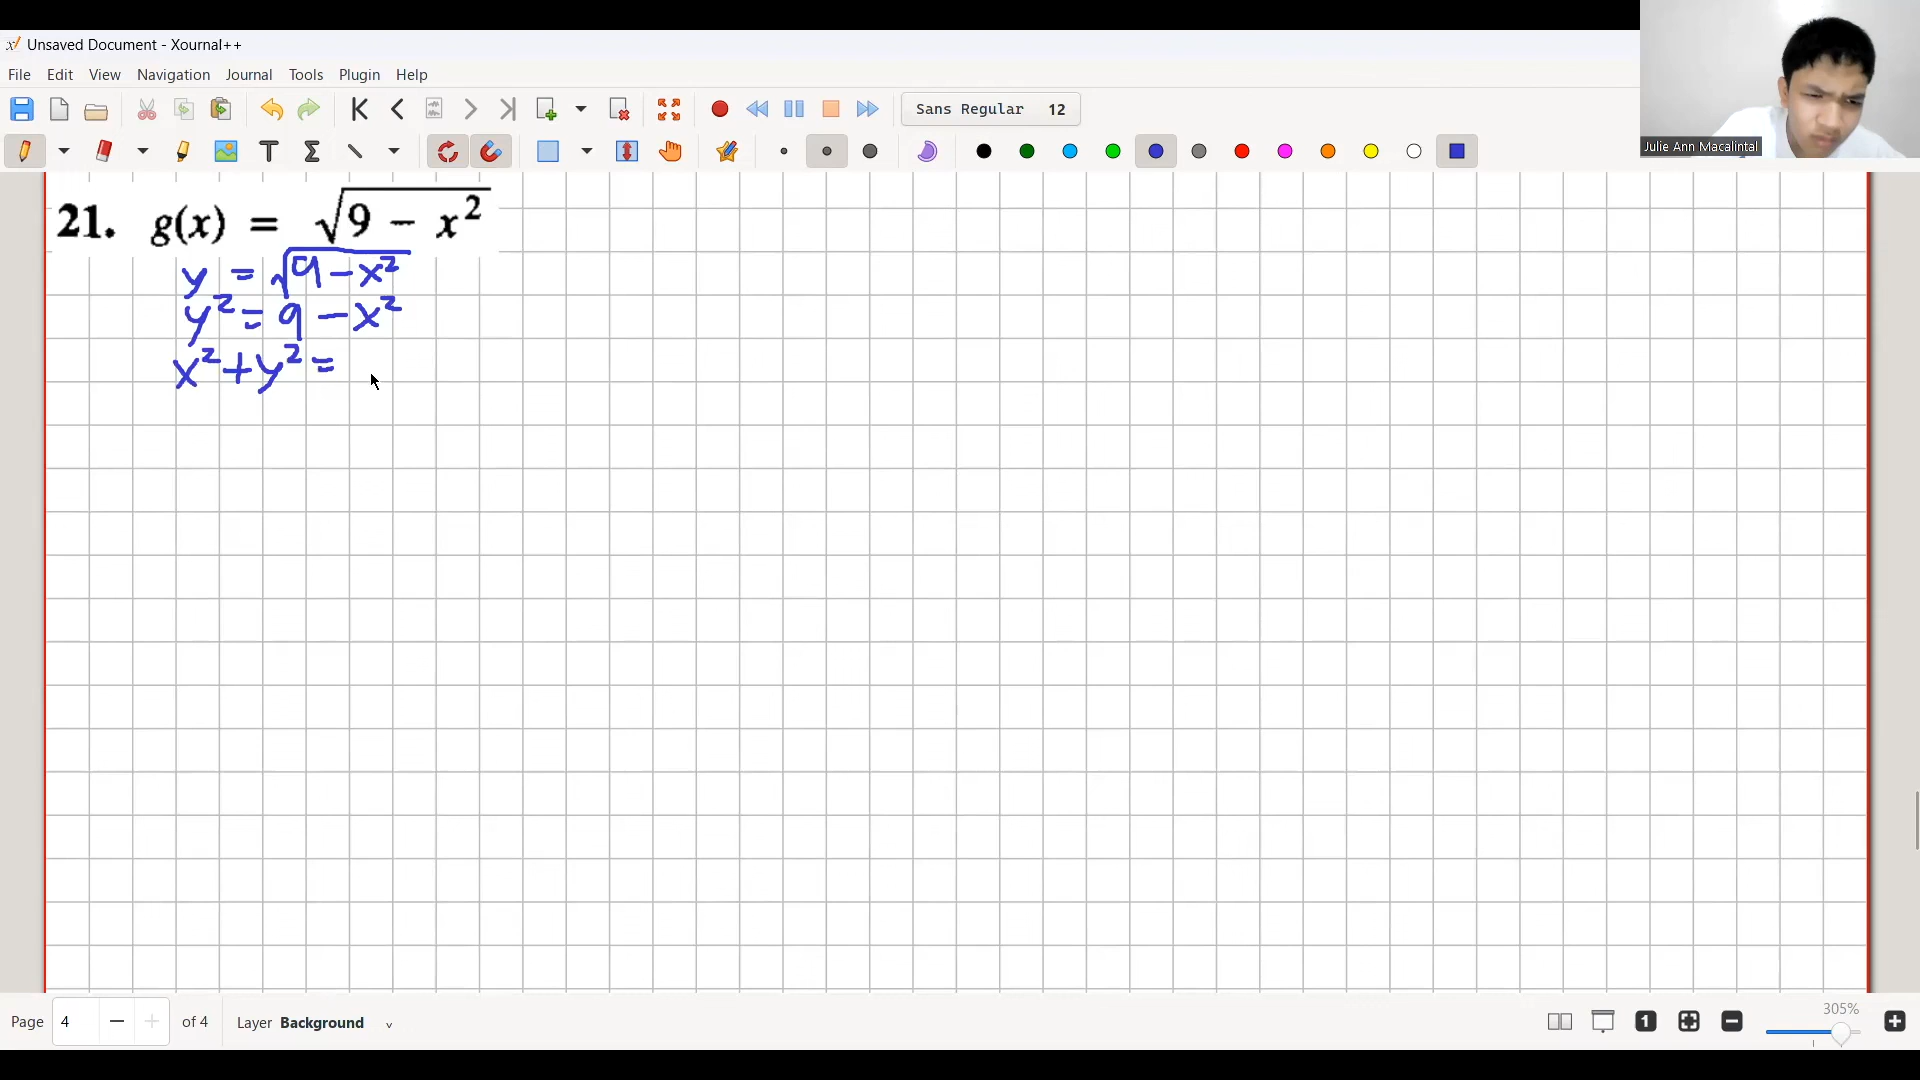 Unsaved Document - Xournal++
File Edit View Navigation Journal Tools Plugin Help
Sans Regular 12
Julie Ann Macalintal
21. g(x) = √9 − x²
y = √9 − x²
y² = 9 − x²
x² + y² =
Page 4 of 4 Layer Background
305%